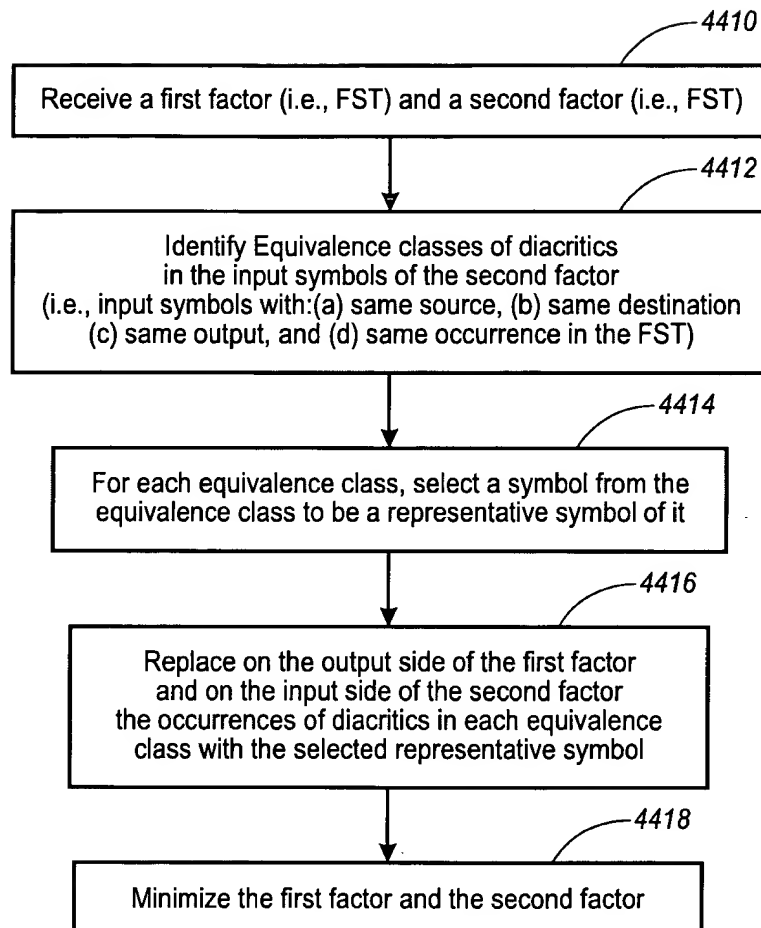 4410
Receive a first factor (i.e., FST) and a second factor (i.e., FST)
4412
Identify Equivalence classes of diacritics
in the input symbols of the second factor
(i.e., input symbols with:(a) same source, (b) same destination
(c) same output, and (d) same occurrence in the FST)
4414
For each equivalence class, select a symbol from the
equivalence class to be a representative symbol of it
4416
Replace on the output side of the first factor
and on the input side of the second factor
the occurrences of diacritics in each equivalence
class with the selected representative symbol
4418
Minimize the first factor and the second factor